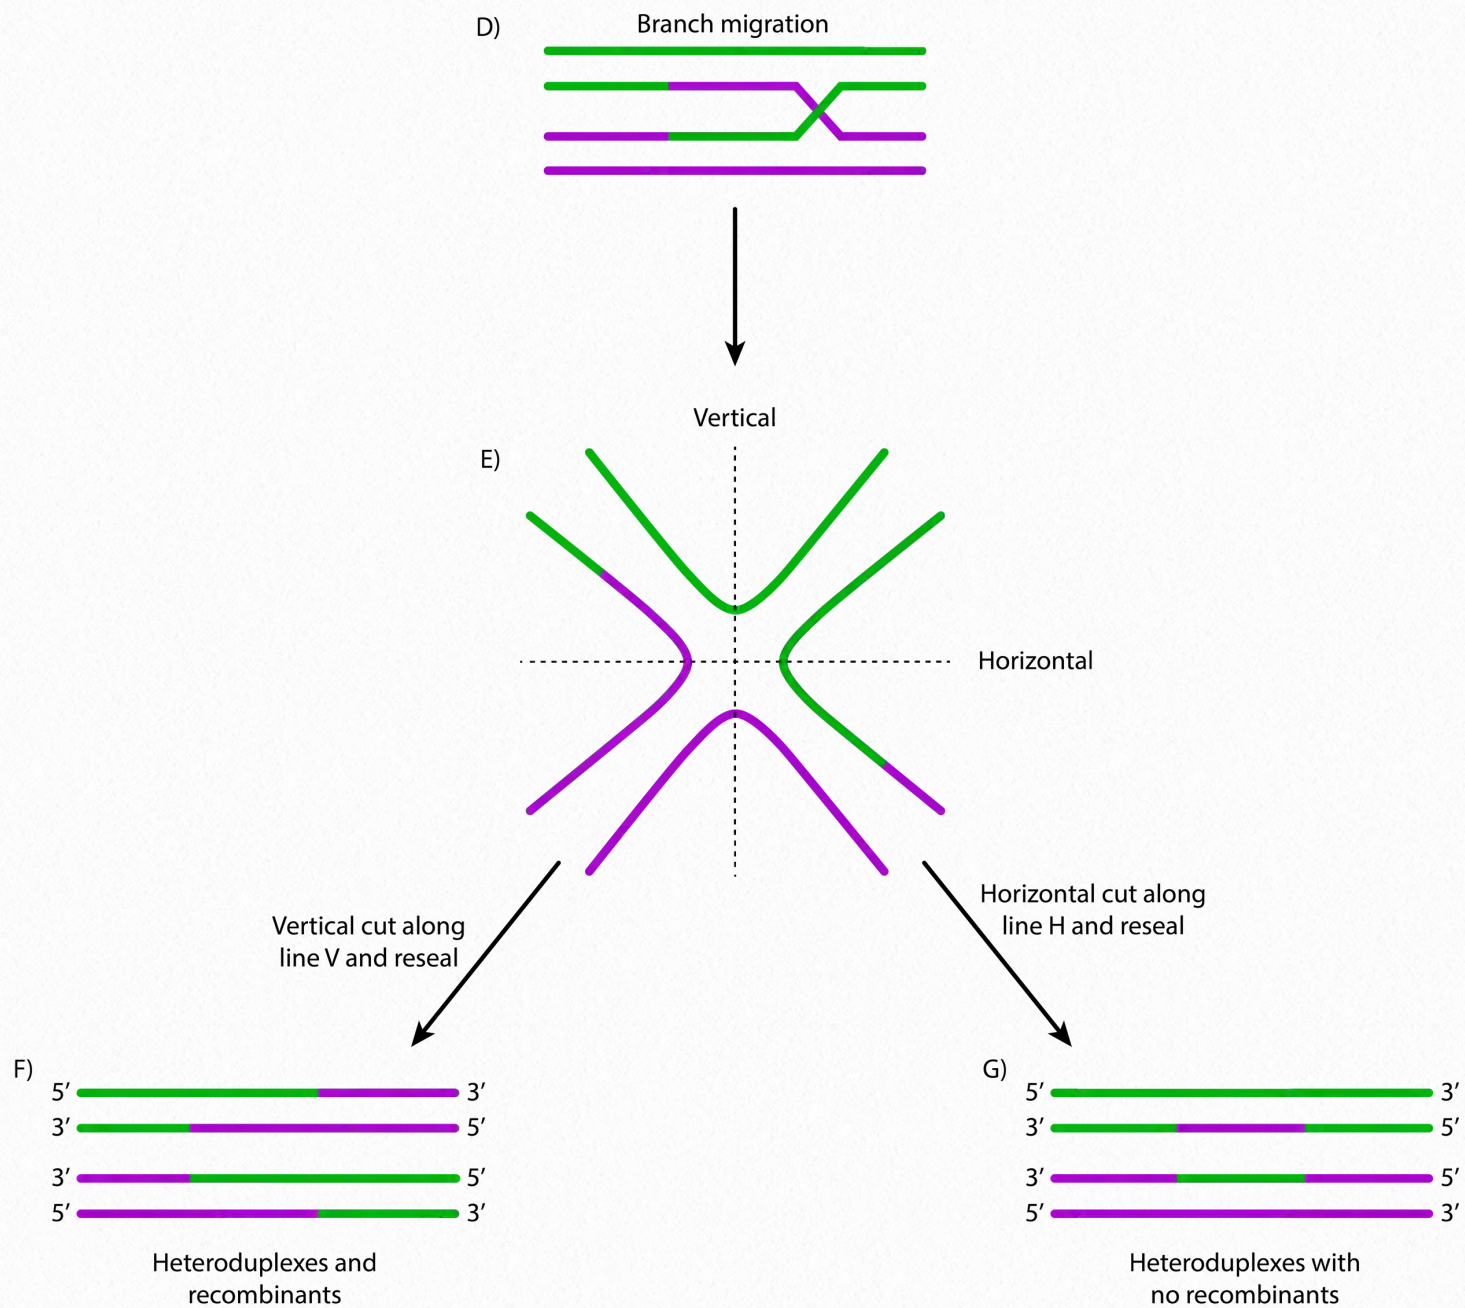 D)
Branch migration
Vertical
E)
Horizontal
Vertical cut along
line V and reseal
Horizontal cut along
line H and reseal
F)
5′ 3′
3′ 5′
3′ 5′
5′ 3′
Heteroduplexes and
recombinants
G)
5′ 3′
3′ 5′
3′ 5′
5′ 3′
Heteroduplexes with
no recombinants